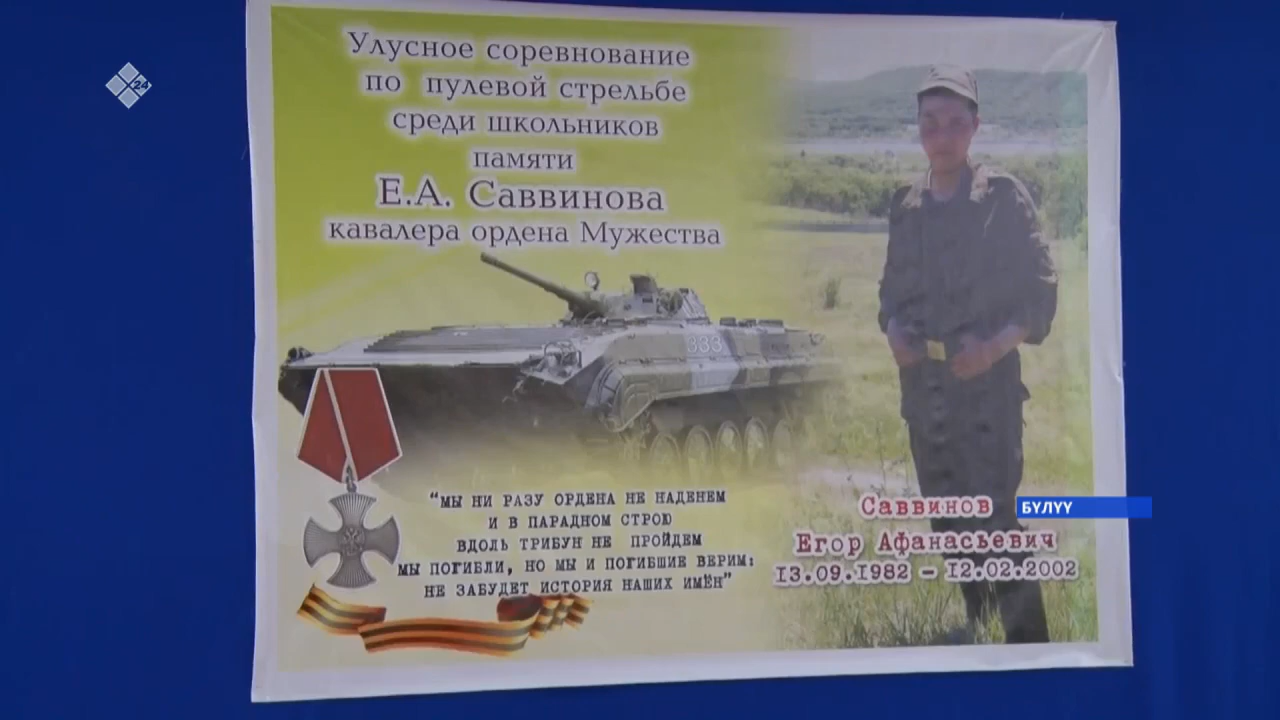 24
Улусное соревнование
по пулевой стрельбе
среди школьников
памяти
Е.А. Саввинова
кавалера ордена Мужества
333
“МЫ НИ РАЗУ ОРДЕНА НЕ НАДЕНЕМ
И В ПАРАДНОМ СТРОЮ
ВДОЛЬ ТРИБУН НЕ ПРОЙДЕМ
МЫ ПОГИБЛИ, НО МЫ И ПОГИБШИЕ ВЕРИМ:
НЕ ЗАБУДЕТ ИСТОРИЯ НАШИХ ИМЁН”
Саввинов
Егор Афанасьевич
13.09.1982 – 12.02.2002
БҮЛҮҮ